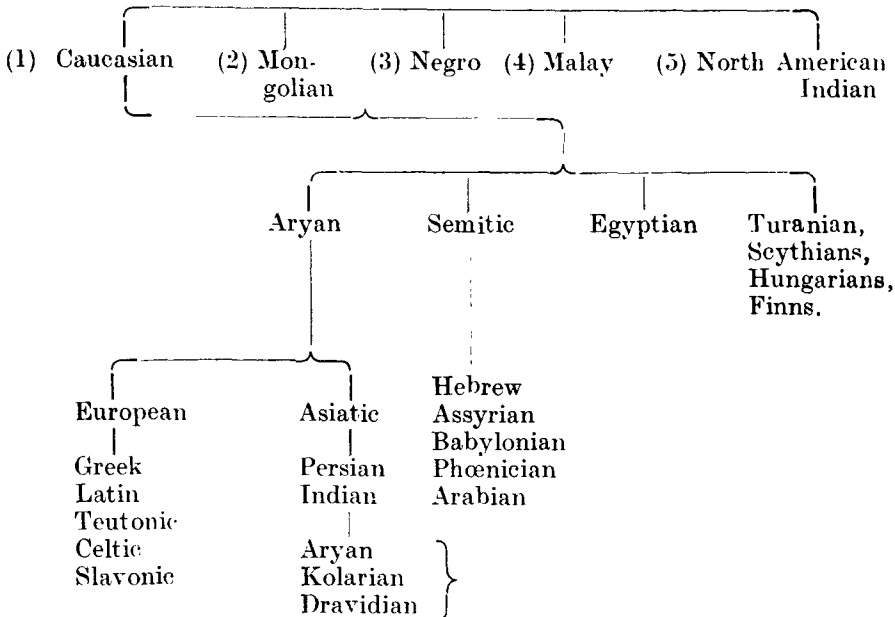 (1) Caucasian (2) Mon- (3) Negro (4) Malay (5) North American
golian Indian
Aryan Semitic Egyptian Turanian,
Scythians,
Hungarians,
Finns.
European Asiatic Hebrew
Assyrian
Babylonian
Phœnician
Arabian
Greek Persian
Latin Indian
Teutonic
Celtic Aryan
Slavonic Kolarian
Dravidian